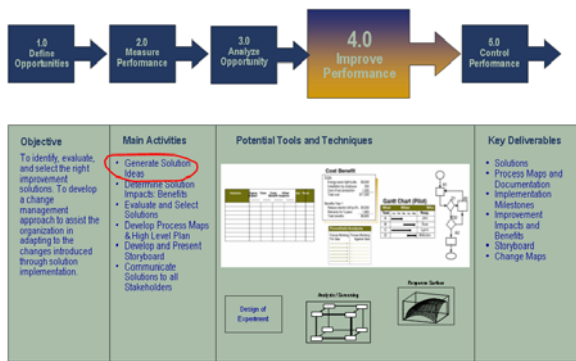 1.0
Define
Opportunities
2.0
Measure
Performance
3.0
Analyze
Opportunity
4.0
Improve
Performance
5.0
Control
Performance
Objective
To identify, evaluate,
and select the right
improvement
solutions. To develop
a change
management
approach to assist the
organization in
adapting to the
changes introduced
through solution
implementation.
Main Activities
• Generate Solution
Ideas
• Determine Solution
Impacts: Benefits
• Evaluate and Select
Solutions
• Develop Process Maps
& High Level Plan
• Develop and Present
Storyboard
• Communicate
Solutions to all
Stakeholders
Potential Tools and Techniques
Cost Benefit
Gantt Chart (Pilot)
Design of
Experiment
Analysis / Screening
Response Surface
Key Deliverables
• Solutions
• Process Maps and
Documentation
• Implementation
Milestones
• Improvement
Impacts and
Benefits
• Storyboard
• Change Maps